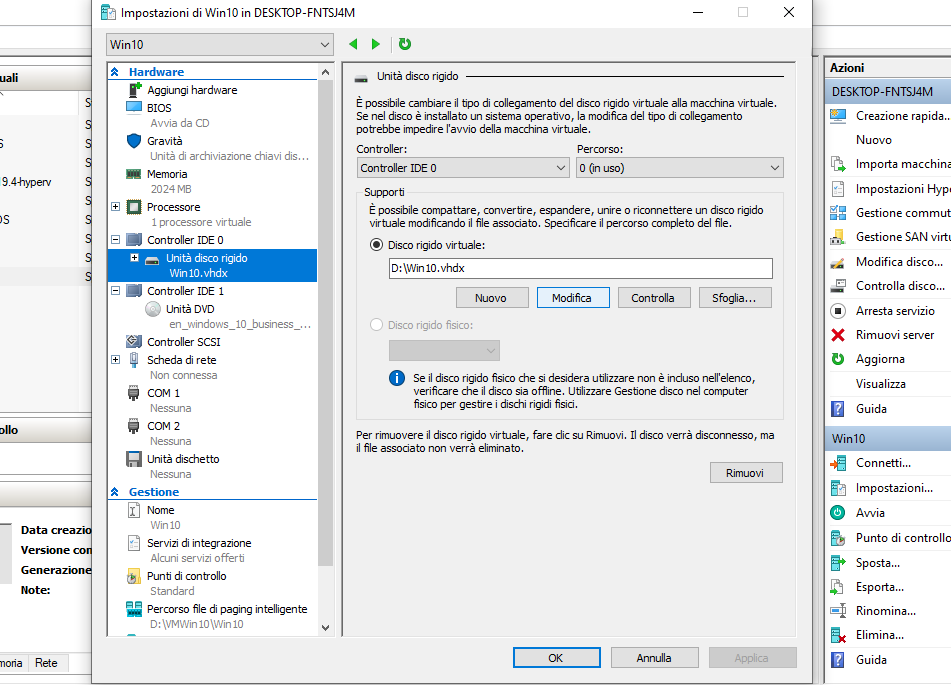 Impostazioni di Win10 in DESKTOP-FNTSJ4M
Win10
Hardware
Aggiungi hardware
BIOS
Avvia da CD
Gravità
Unità di archiviazione chiavi dis...
Memoria
2024 MB
Processore
1 processore virtuale
Controller IDE 0
Unità disco rigido
Win10.vhdx
Controller IDE 1
Unità DVD
en_windows_10_business_...
Controller SCSI
Scheda di rete
Non connessa
COM 1
Nessuna
COM 2
Nessuna
Unità dischetto
Nessuna
Gestione
Nome
Win10
Servizi di integrazione
Alcuni servizi offerti
Punti di controllo
Standard
Percorso file di paging intelligente
D:\VMWin10\Win10
Unità disco rigido
È possibile cambiare il tipo di collegamento del disco rigido virtuale alla macchina virtuale.
Se nel disco è installato un sistema operativo, la modifica del tipo di collegamento
potrebbe impedire l'avvio della macchina virtuale.
Controller:
Percorso:
Controller IDE 0
0 (in uso)
Supporti
È possibile compattare, convertire, espandere, unire o riconnettere un disco rigido
virtuale modificando il file associato. Specificare il percorso completo del file.
Disco rigido virtuale:
D:\Win10.vhdx
Nuovo
Modifica
Controlla
Sfoglia...
Disco rigido fisico:
Se il disco rigido fisico che si desidera utilizzare non è incluso nell'elenco,
verificare che il disco sia offline. Utilizzare Gestione disco nel computer
fisico per gestire i dischi rigidi fisici.
Per rimuovere il disco rigido virtuale, fare clic su Rimuovi. Il disco verrà disconnesso, ma
il file associato non verrà eliminato.
Rimuovi
OK
Annulla
Applica
uali
S
S
S
S
19.4-hyperv
S
S
OS
S
S
S
S
ollo
Data creazio
Versione con
Generazione
Note:
moria
Rete
Azioni
DESKTOP-FNTSJ4M
Creazione rapida..
Nuovo
Importa macchina
Impostazioni Hype
Gestione commut
Gestione SAN virtu
Modifica disco...
Controlla disco...
Arresta servizio
Rimuovi server
Aggiorna
Visualizza
Guida
Win10
Connetti...
Impostazioni...
Avvia
Punto di controllo
Sposta...
Esporta...
Rinomina...
Elimina...
Guida